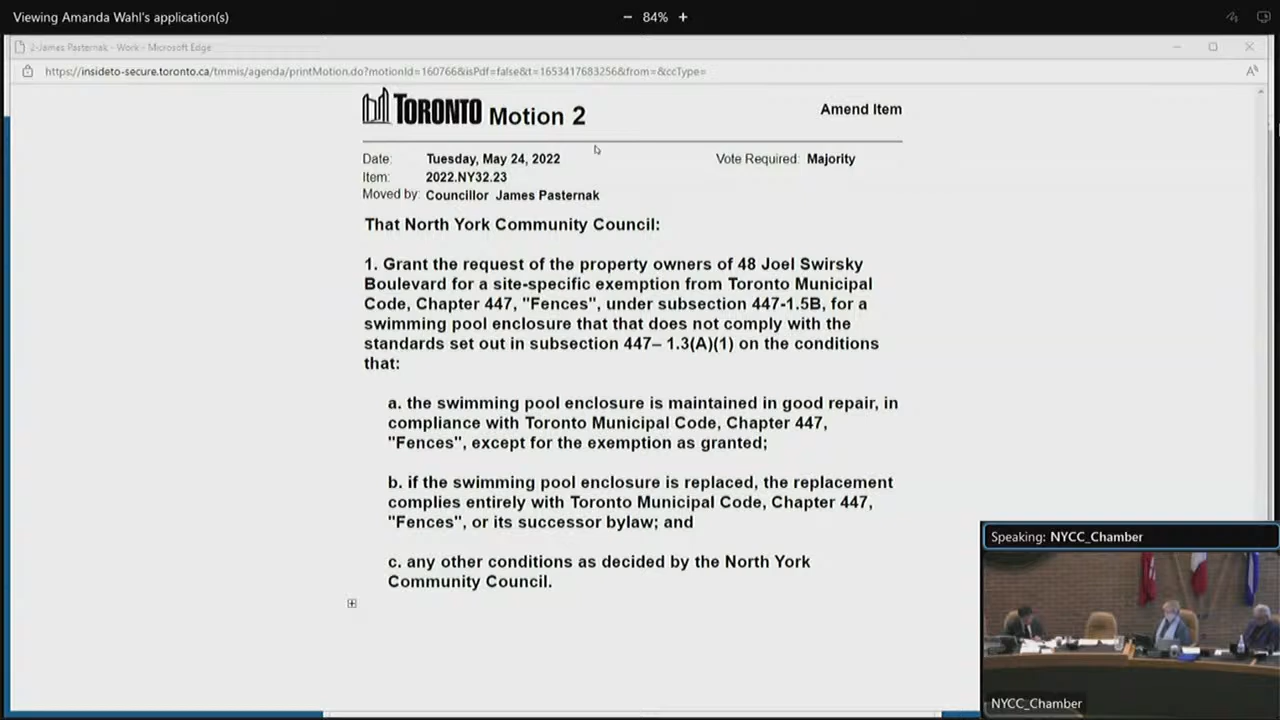 Viewing Amanda Wahl's application(s)
− 84% +
2-James Pasternak - Work - Microsoft Edge
https://insideto-secure.toronto.ca/tmmis/agenda/printMotion.do?motionId=160766&isPdf=false&t=1653417683256&from=&ccType=
TORONTO Motion 2 Amend Item
Date: Tuesday, May 24, 2022 Vote Required: Majority
Item: 2022.NY32.23
Moved by: Councillor James Pasternak
That North York Community Council:
1. Grant the request of the property owners of 48 Joel Swirsky
Boulevard for a site-specific exemption from Toronto Municipal
Code, Chapter 447, "Fences", under subsection 447-1.5B, for a
swimming pool enclosure that that does not comply with the
standards set out in subsection 447– 1.3(A)(1) on the conditions
that:
a. the swimming pool enclosure is maintained in good repair, in
compliance with Toronto Municipal Code, Chapter 447,
"Fences", except for the exemption as granted;
b. if the swimming pool enclosure is replaced, the replacement
complies entirely with Toronto Municipal Code, Chapter 447,
"Fences", or its successor bylaw; and
c. any other conditions as decided by the North York
Community Council.
Speaking: NYCC_Chamber
NYCC_Chamber